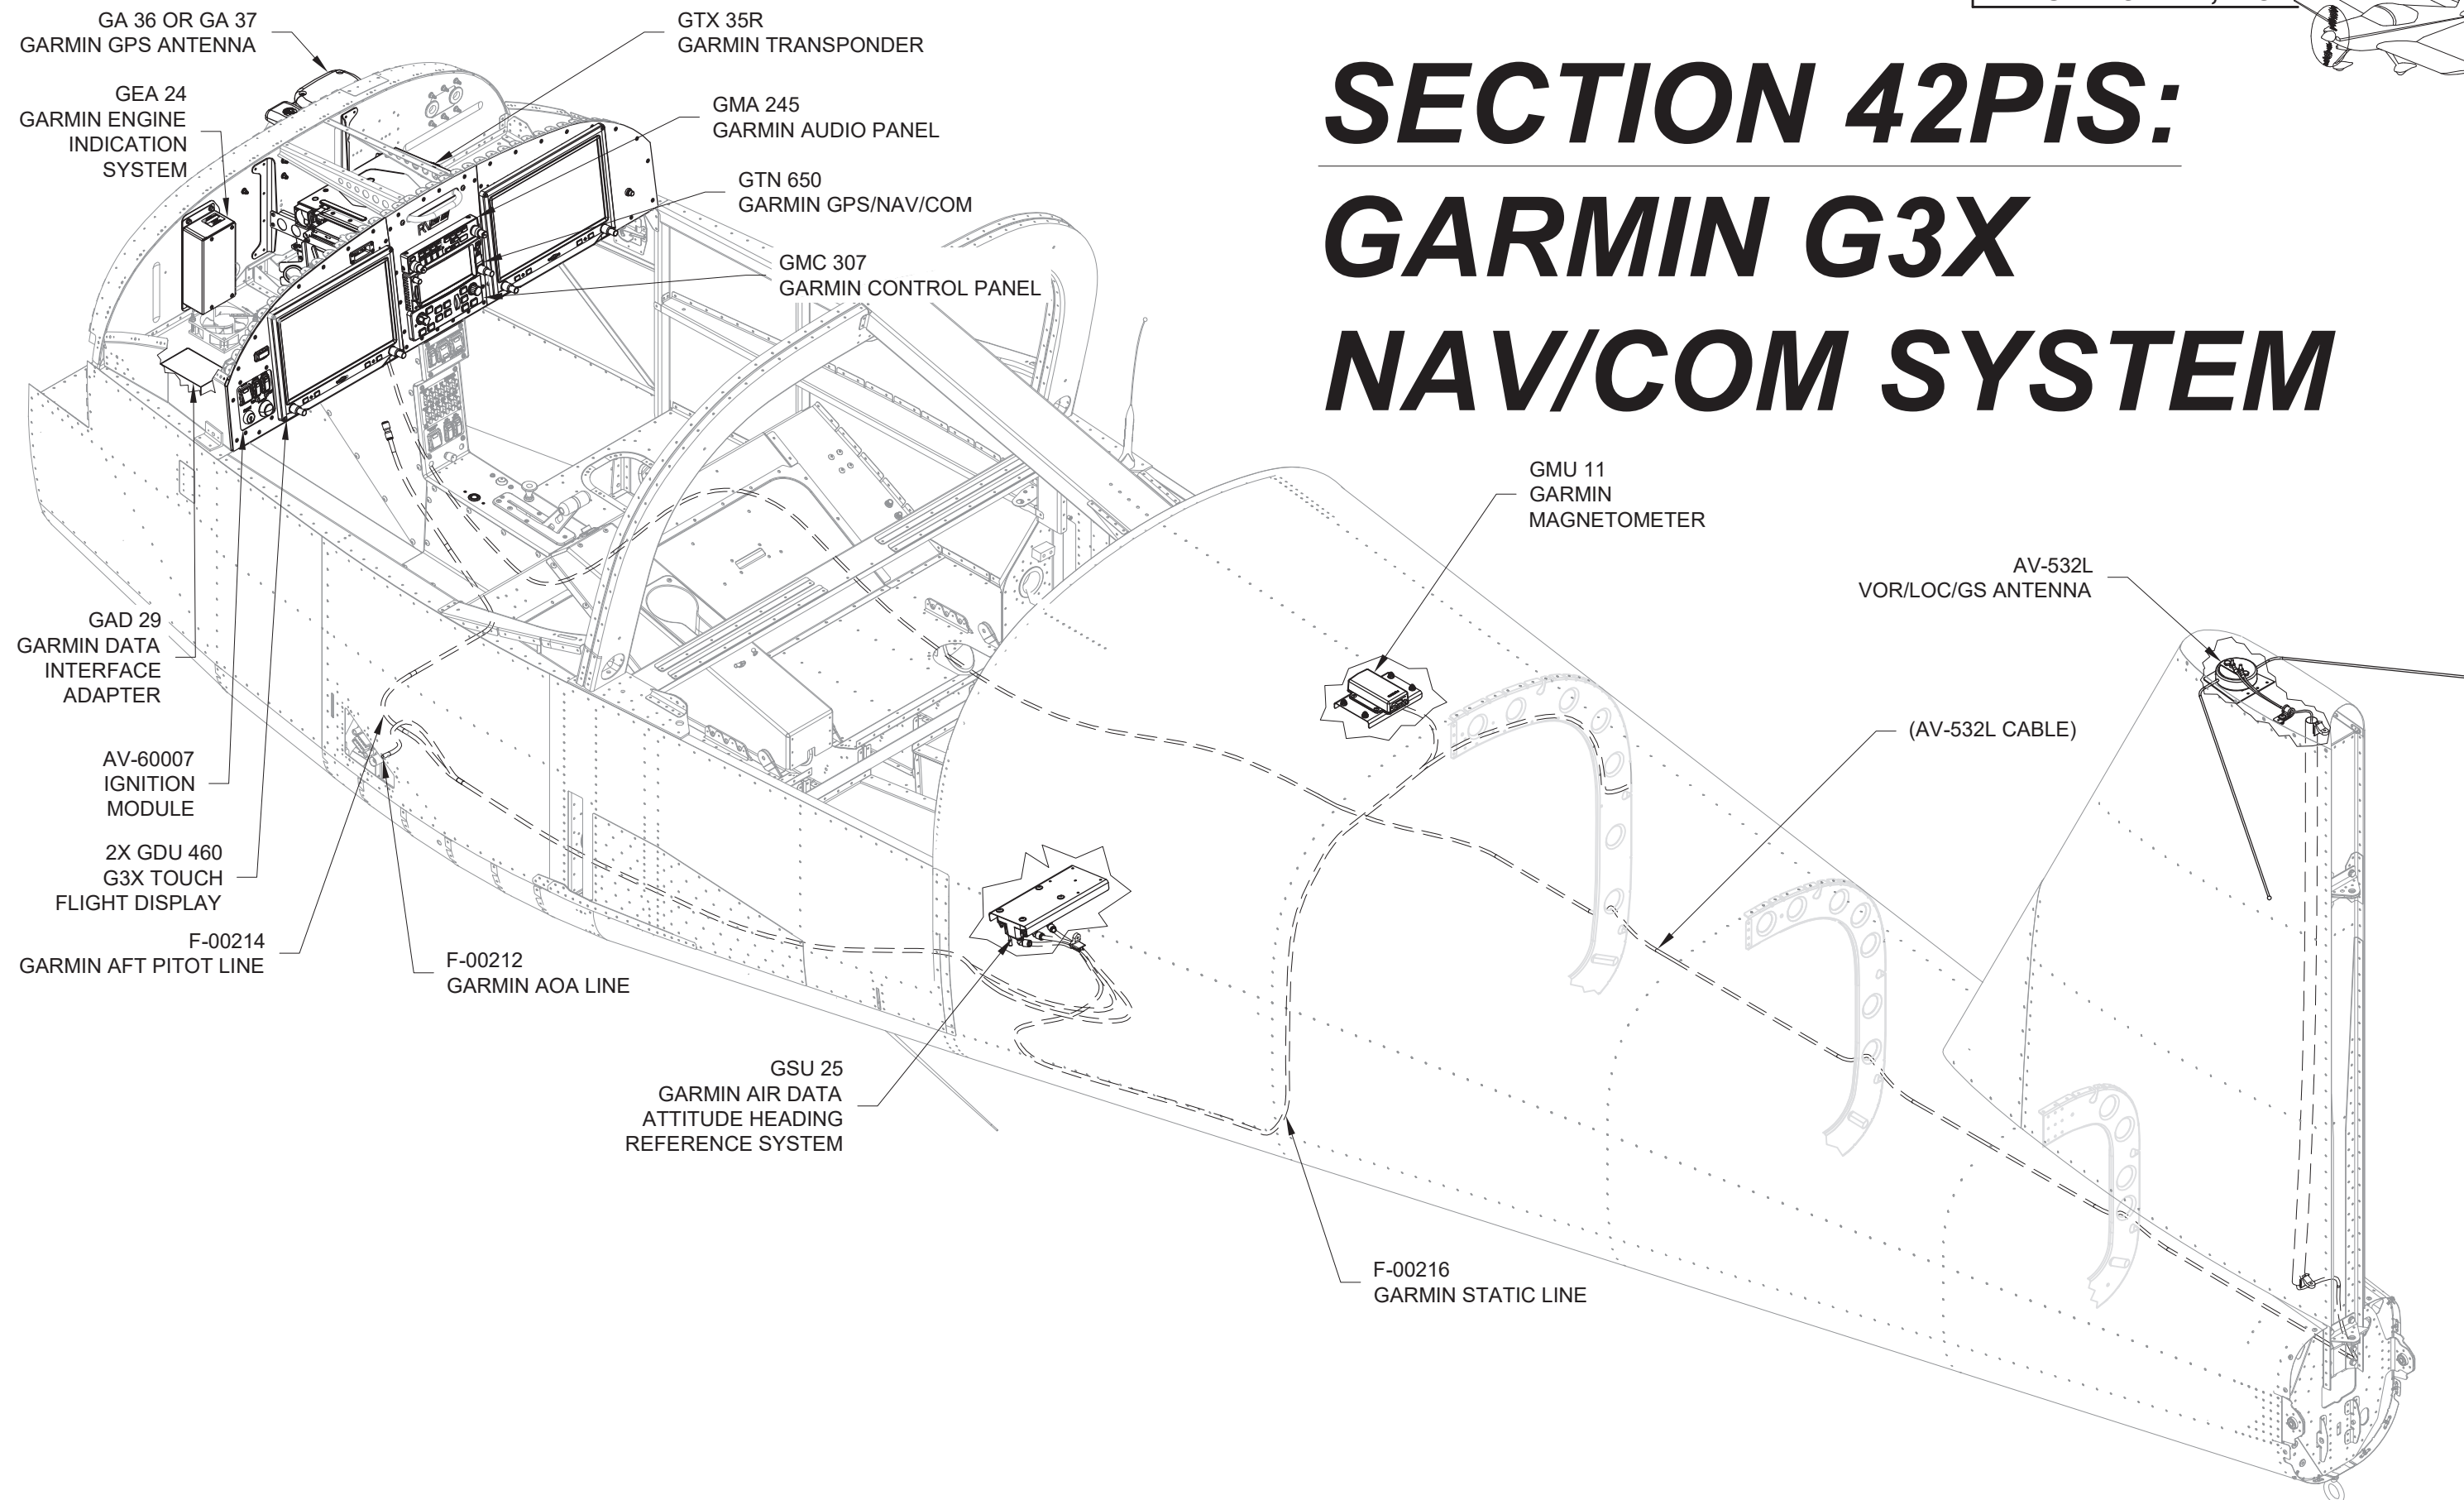 SECTION 42PiS:
GARMIN G3X
NAV/COM SYSTEM
GA 36 OR GA 37
GARMIN GPS ANTENNA
GEA 24
GARMIN ENGINE
INDICATION
SYSTEM
GTX 35R
GARMIN TRANSPONDER
GMA 245
GARMIN AUDIO PANEL
GTN 650
GARMIN GPS/NAV/COM
GMC 307
GARMIN CONTROL PANEL
GMU 11
GARMIN
MAGNETOMETER
AV-532L
VOR/LOC/GS ANTENNA
(AV-532L CABLE)
GAD 29
GARMIN DATA
INTERFACE
ADAPTER
AV-60007
IGNITION
MODULE
2X GDU 460
G3X TOUCH
FLIGHT DISPLAY
F-00214
GARMIN AFT PITOT LINE
F-00212
GARMIN AOA LINE
GSU 25
GARMIN AIR DATA
ATTITUDE HEADING
REFERENCE SYSTEM
F-00216
GARMIN STATIC LINE